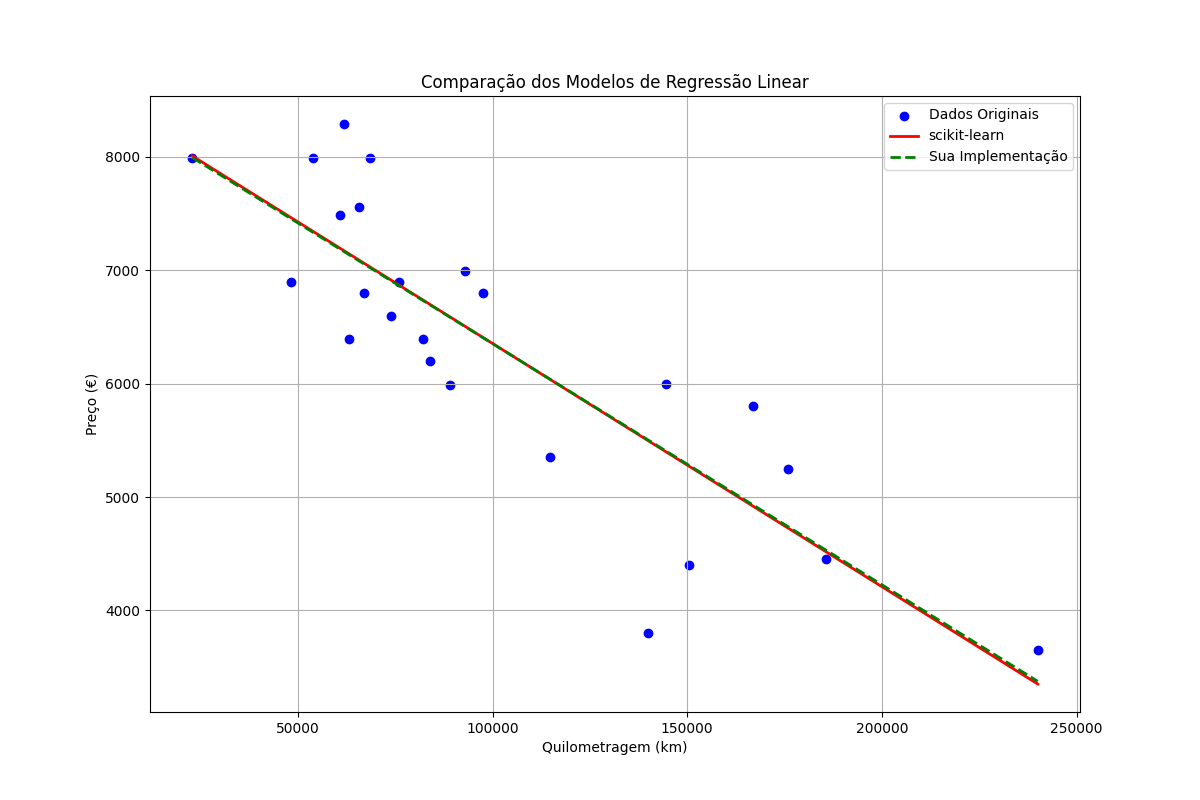 Comparação dos Modelos de Regressão Linear
Dados Originais
scikit-learn
Sua Implementação
Preço (€)
8000
7000
6000
5000
4000
50000
100000
150000
200000
250000
Quilometragem (km)